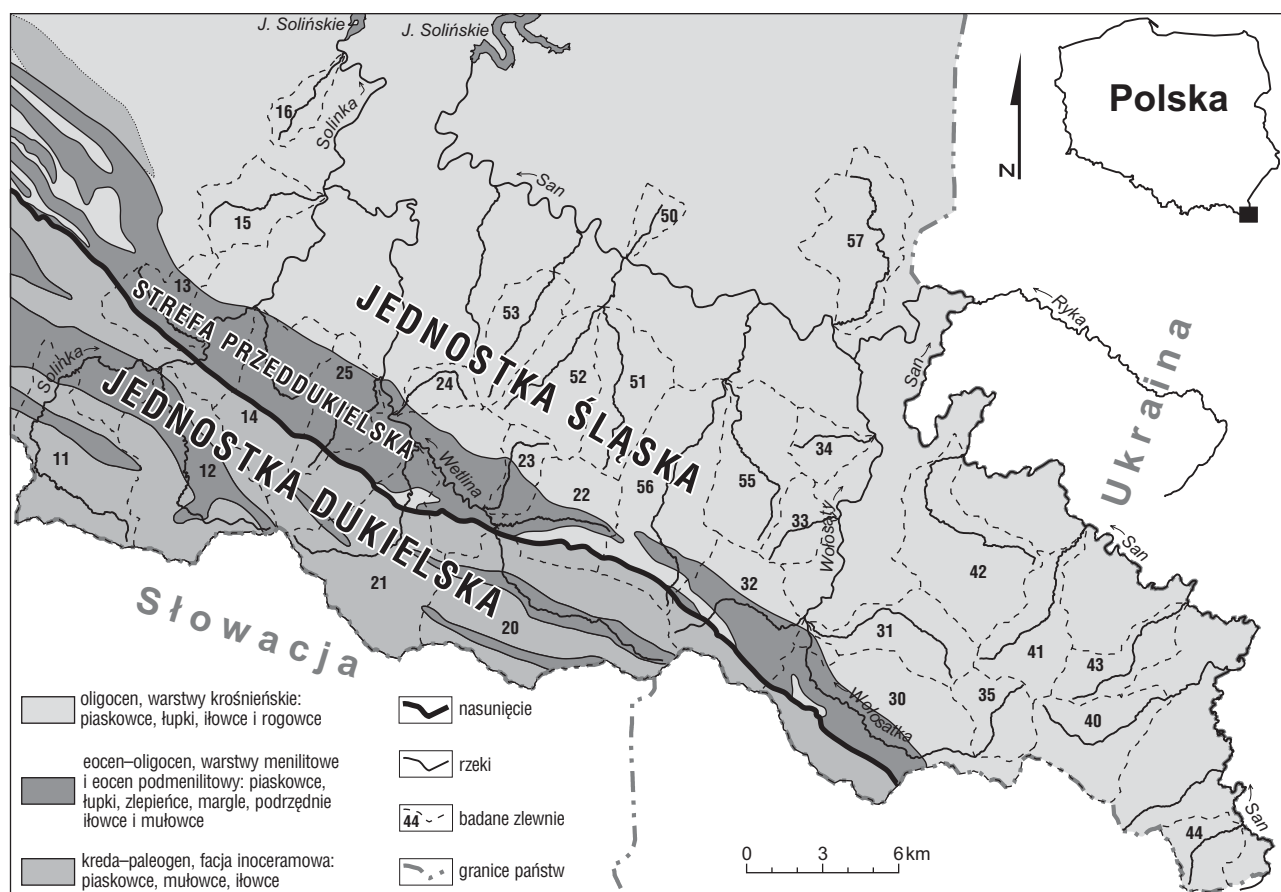 J. Solińskie
J. Solińskie
16
Solinka
Polska
N
San
15
50
57
13
Ryka
JEDNOSTKA ŚLĄSKA
STREFA PRZEDDUKIELSKA
JEDNOSTKA DUKIELSKA
53
San
Ukraina
Solinka
25
24
52
51
14
34
11
12
Wetlina
23
22
56
55
33
Wołosaty
42
San
32
21
20
31
41
43
Słowacja
30
35
40
Wołosatka
San
44
oligocen, warstwy krośnieńskie:
piaskowce, łupki, iłowce i rogowce
eocen–oligocen, warstwy menilitowe
i eocen podmenilitowy: piaskowce,
łupki, zlepieńce, margle, podrzędnie
iłowce i mułowce
kreda–paleogen, facja inoceramowa:
piaskowce, mułowce, iłowce
nasunięcie
rzeki
44 badane zlewnie
granice państw
0 3 6 km